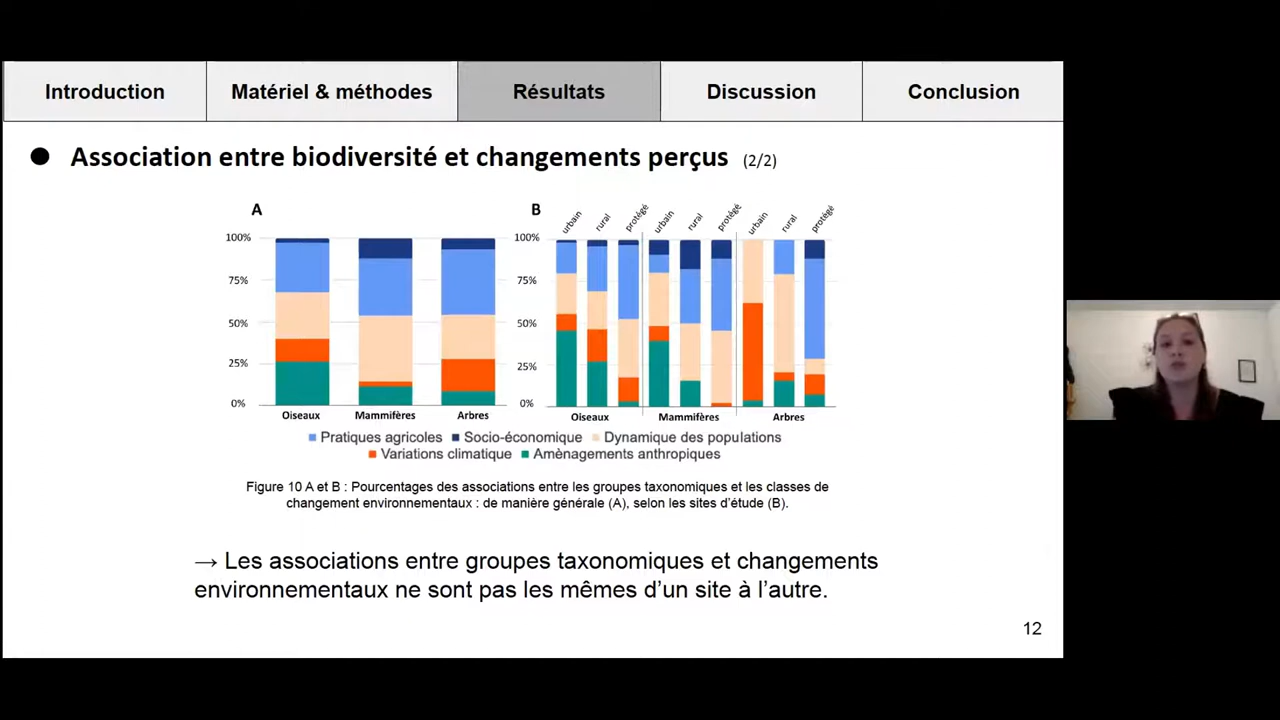 Introduction
Matériel & méthodes
Résultats
Discussion
Conclusion
● Association entre biodiversité et changements perçus (2/2)
A
100%
75%
50%
25%
0%
Oiseaux
Mammifères
Arbres
B
urbain
rural
protégé
urbain
rural
protégé
urbain
rural
protégé
100%
75%
50%
25%
0%
Oiseaux
Mammifères
Arbres
Pratiques agricoles
Socio-économique
Dynamique des populations
Variations climatique
Amènagements anthropiques
Figure 10 A et B : Pourcentages des associations entre les groupes taxonomiques et les classes de
changement environnementaux : de manière générale (A), selon les sites d'étude (B).
→ Les associations entre groupes taxonomiques et changements
environnementaux ne sont pas les mêmes d'un site à l'autre.
12